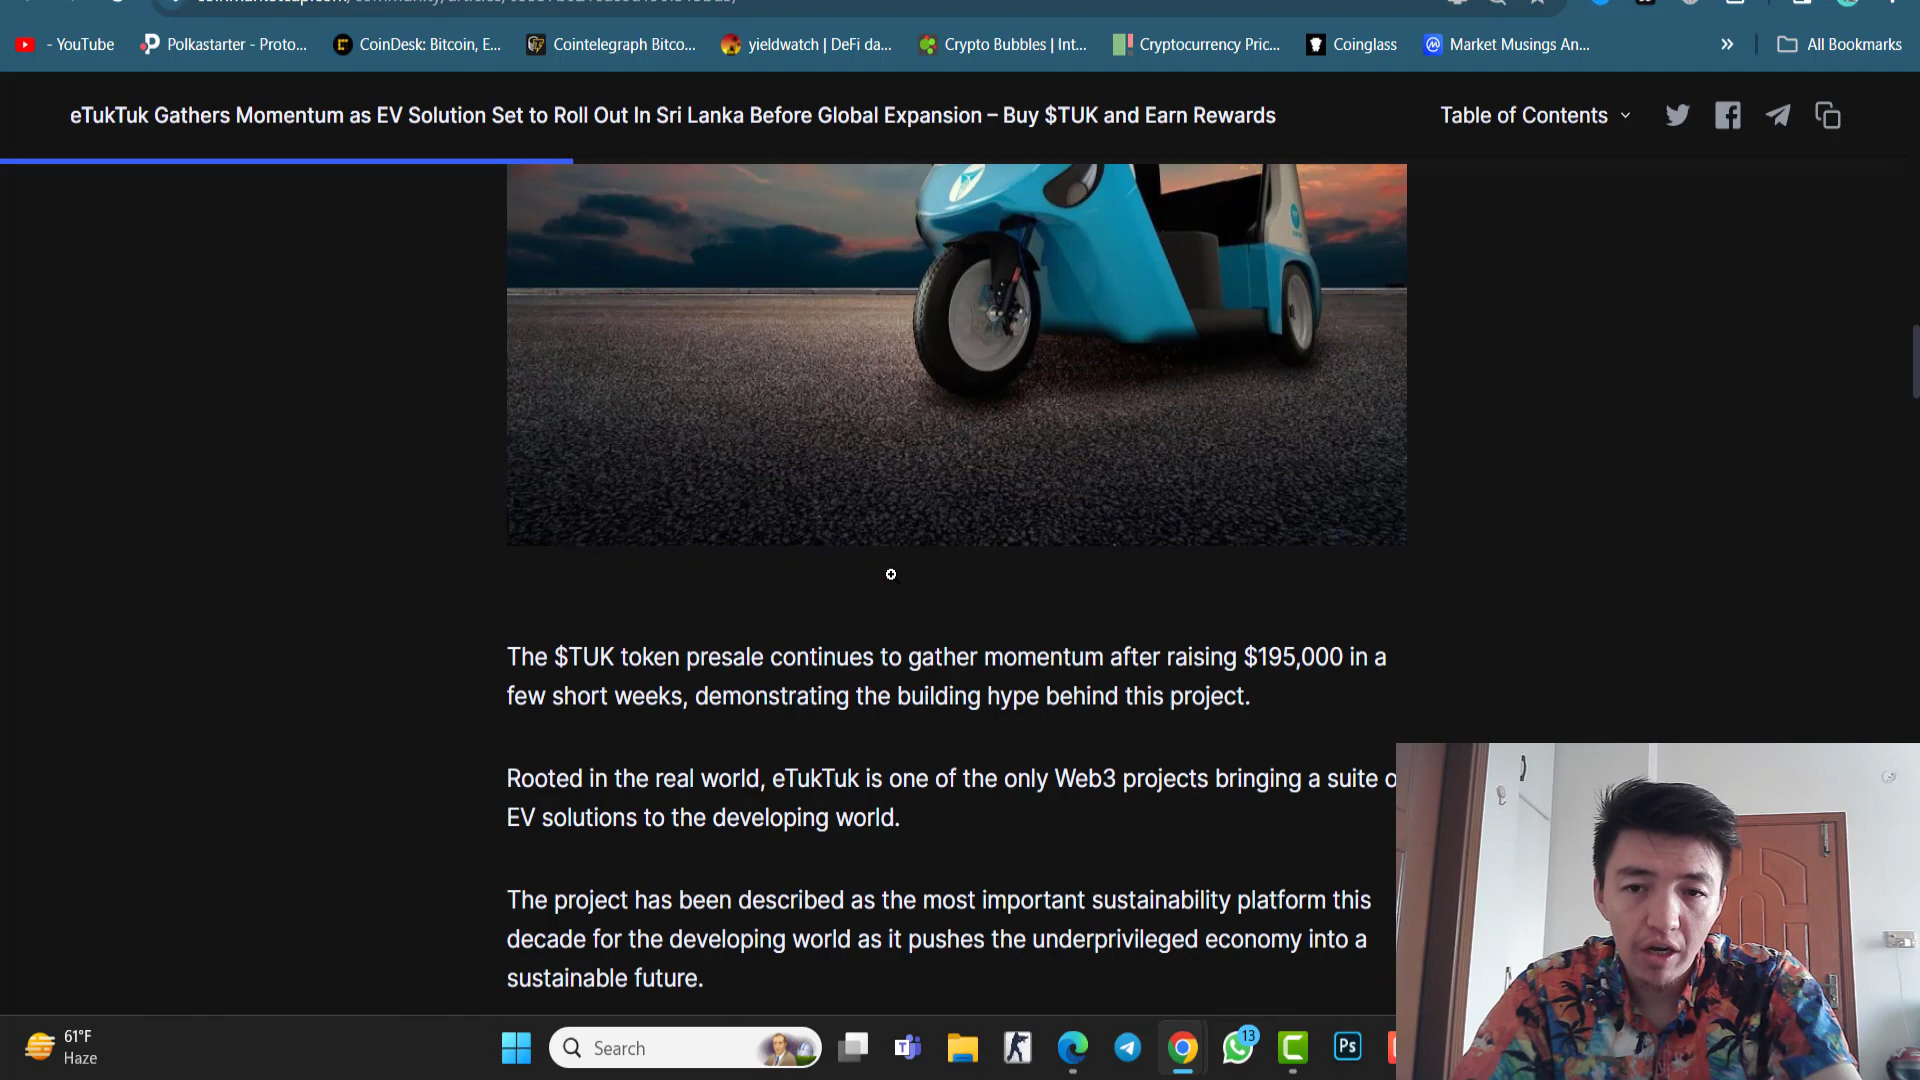 - YouTube
Polkastarter - Proto...
CoinDesk: Bitcoin, E...
Cointelegraph Bitco...
yieldwatch | DeFi da...
Crypto Bubbles | Int...
Cryptocurrency Pric...
Coinglass
Market Musings An...
All Bookmarks
eTukTuk Gathers Momentum as EV Solution Set to Roll Out In Sri Lanka Before Global Expansion – Buy $TUK and Earn Rewards
Table of Contents
The $TUK token presale continues to gather momentum after raising $195,000 in a
few short weeks, demonstrating the building hype behind this project.
Rooted in the real world, eTukTuk is one of the only Web3 projects bringing a suite o
EV solutions to the developing world.
The project has been described as the most important sustainability platform this
decade for the developing world as it pushes the underprivileged economy into a
sustainable future.
61°F
Haze
Search
13
Ps